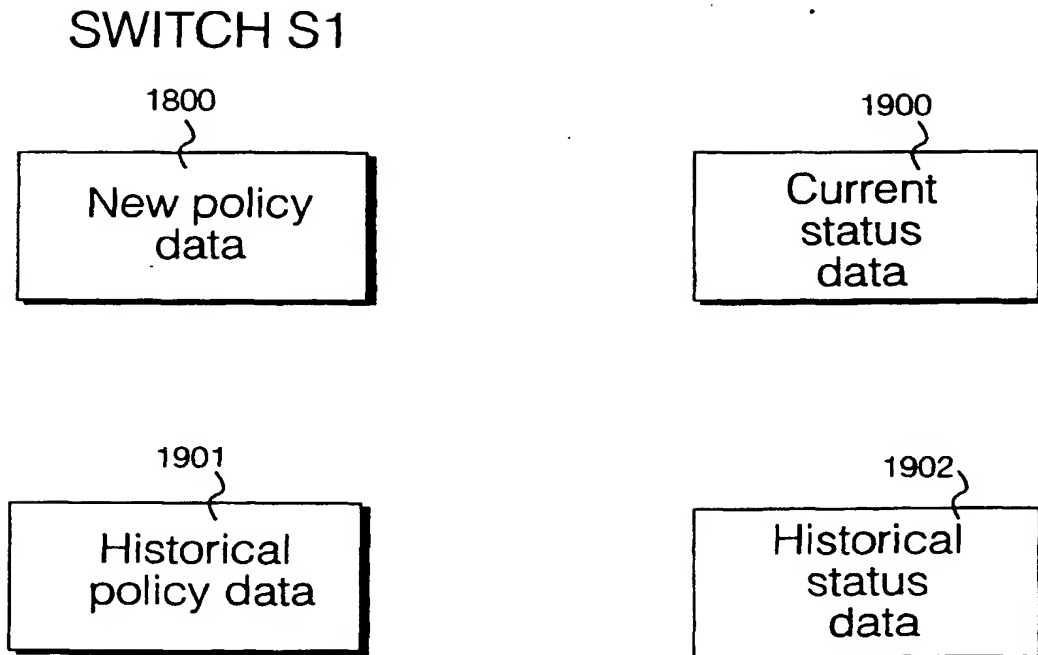 SWITCH S1
1800
New policy
data
1900
Current
status
data
1901
Historical
policy data
1902
Historical
status
data